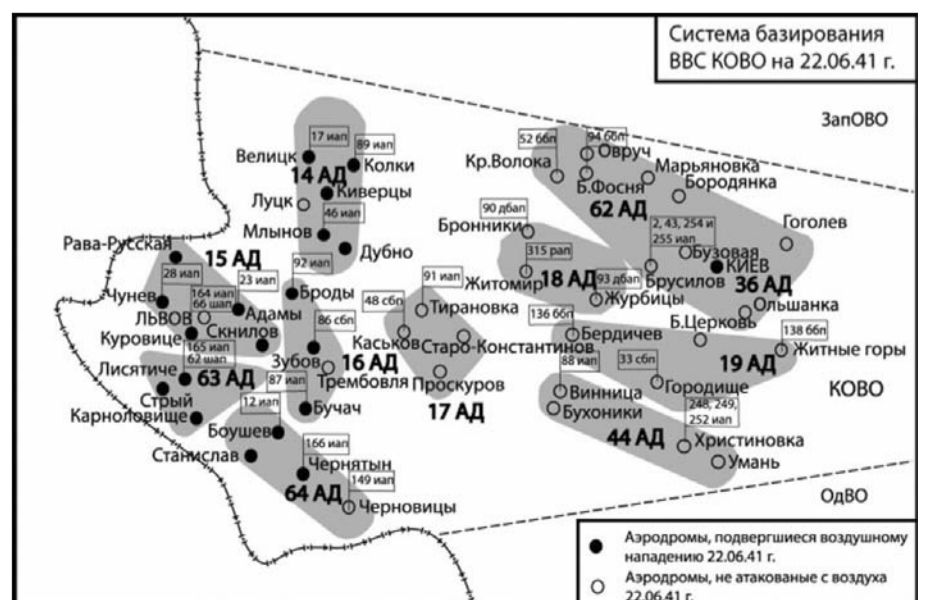 Система базирования
ВВС КОВО на 22.06.41 г.
ЗапОВО
17 иап
89 иап
52 ббп
94 ббп
Велицк
14 АД
Колки
Овруч
Кр.Волока
Марьяновка
Киверцы
Б.Фосня
Бородянка
Луцк
90 дбап
62 АД
46 иап
Млынов
Бронники
2, 43, 254 и
255 иап
Гоголев
Рава-Русская
15 АД
Дубно
315 рап
Бузовая
28 иап
23 иап
92 иап
91 иап
Житомир
18 АД
93 дбап
Брусилов
КИЕВ
36 АД
Чунев
164 иап
66 шап
Броды
48 сбп
Журбицы
Ольшанка
ЛЬВОВ
Адамы
86 сбп
Тирановка
136 ббп
Б.Церковь
138 ббп
Скнилов
Куровице
Каськов
Бердичев
165 иап
62 шап
Зубов
16 АД
Старо-Константинов
19 АД
Житные горы
Лисятиче
63 АД
87 иап
Трембовля
Проскуров
88 иап
33 сбп
Стрый
12 иап
Винница
Городище
КОВО
Карноловище
Бучач
17 АД
Бухоники
248, 249,
252 иап
Боушев
166 иап
44 АД
Христиновка
Станислав
Чернятын
149 иап
Умань
64 АД
Черновицы
ОдВО
Аэродромы, подвергшиеся воздушному
нападению 22.06.41 г.
Аэродромы, не атакованые с воздуха
22.06.41 г.